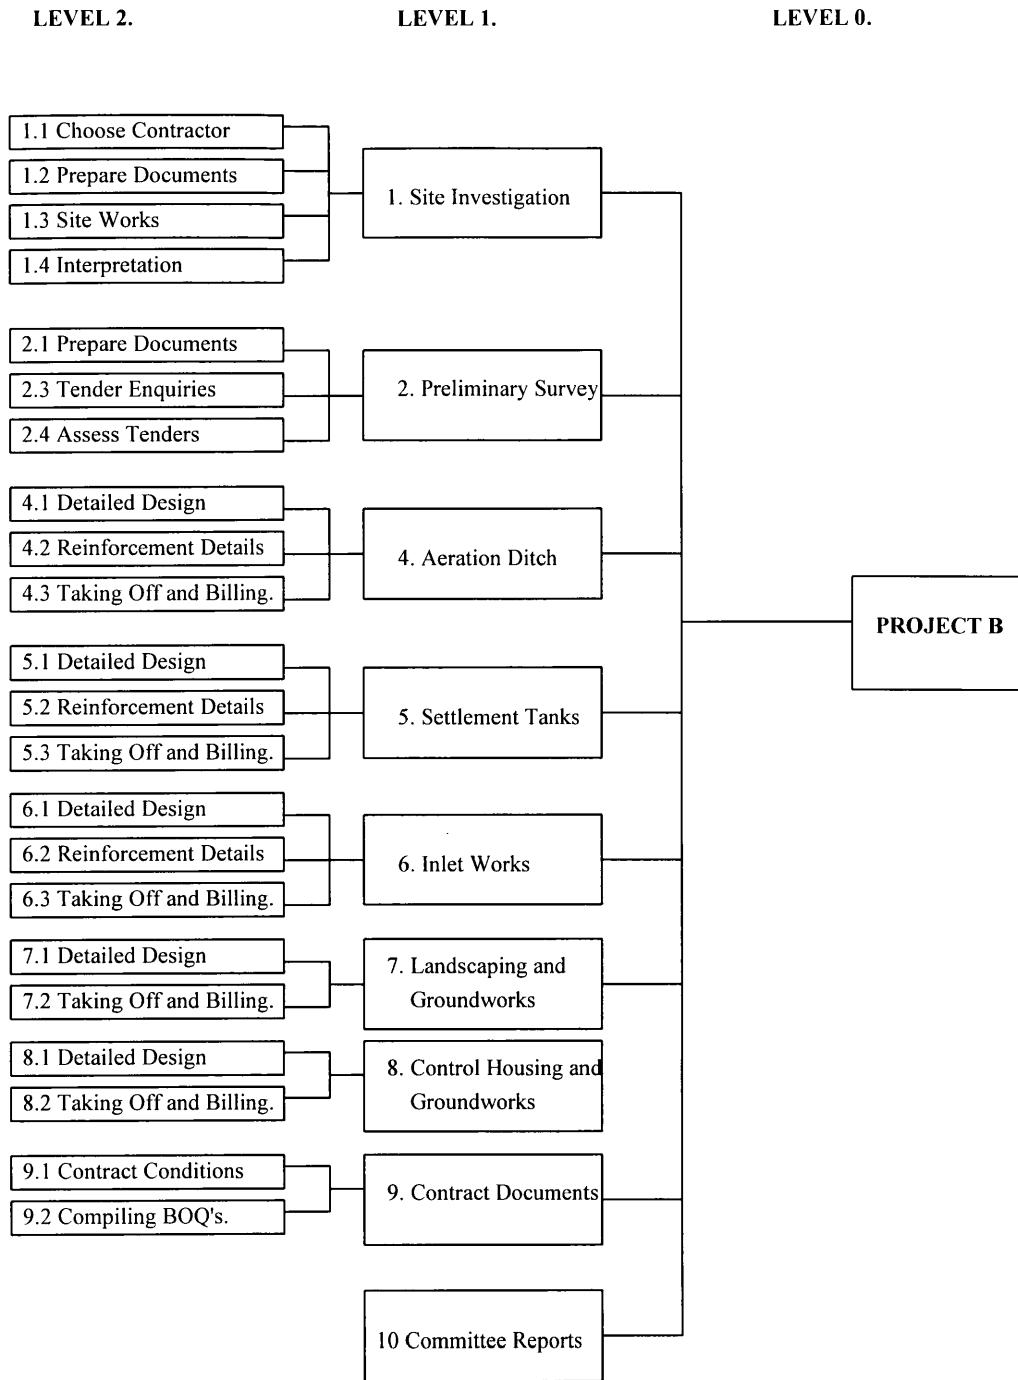 LEVEL 2.
LEVEL 1.
LEVEL 0.
1.1 Choose Contractor
1.2 Prepare Documents
1.3 Site Works
1.4 Interpretation
1. Site Investigation
2.1 Prepare Documents
2.3 Tender Enquiries
2.4 Assess Tenders
2. Preliminary Survey
4.1 Detailed Design
4.2 Reinforcement Details
4.3 Taking Off and Billing.
4. Aeration Ditch
PROJECT B
5.1 Detailed Design
5.2 Reinforcement Details
5.3 Taking Off and Billing.
5. Settlement Tanks
6.1 Detailed Design
6.2 Reinforcement Details
6.3 Taking Off and Billing.
6. Inlet Works
7.1 Detailed Design
7.2 Taking Off and Billing.
7. Landscaping and
Groundworks
8.1 Detailed Design
8.2 Taking Off and Billing.
8. Control Housing and
Groundworks
9.1 Contract Conditions
9.2 Compiling BOQ's.
9. Contract Documents
10 Committee Reports